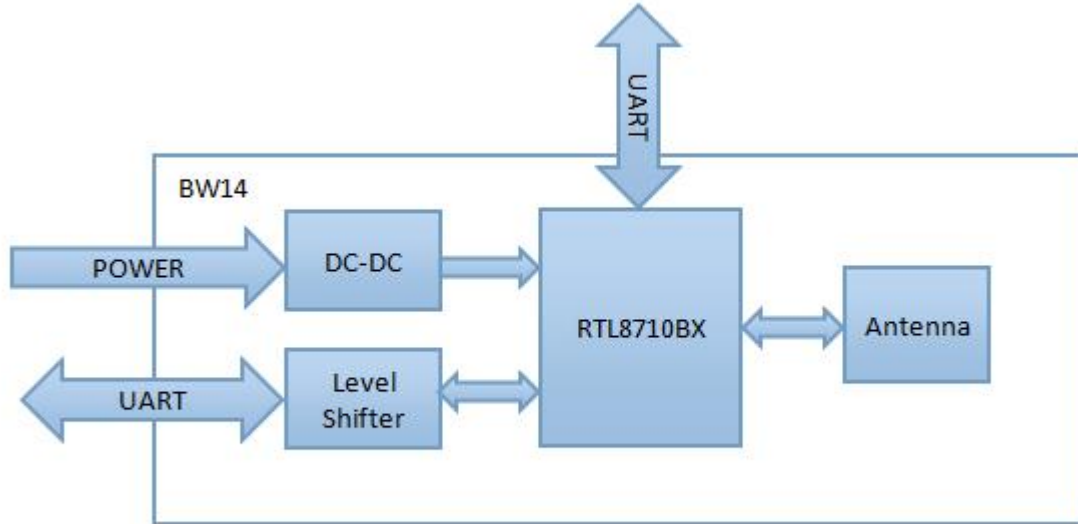 UART
BW14
POWER
DC-DC
RTL8710BX
Antenna
UART
Level
Shifter